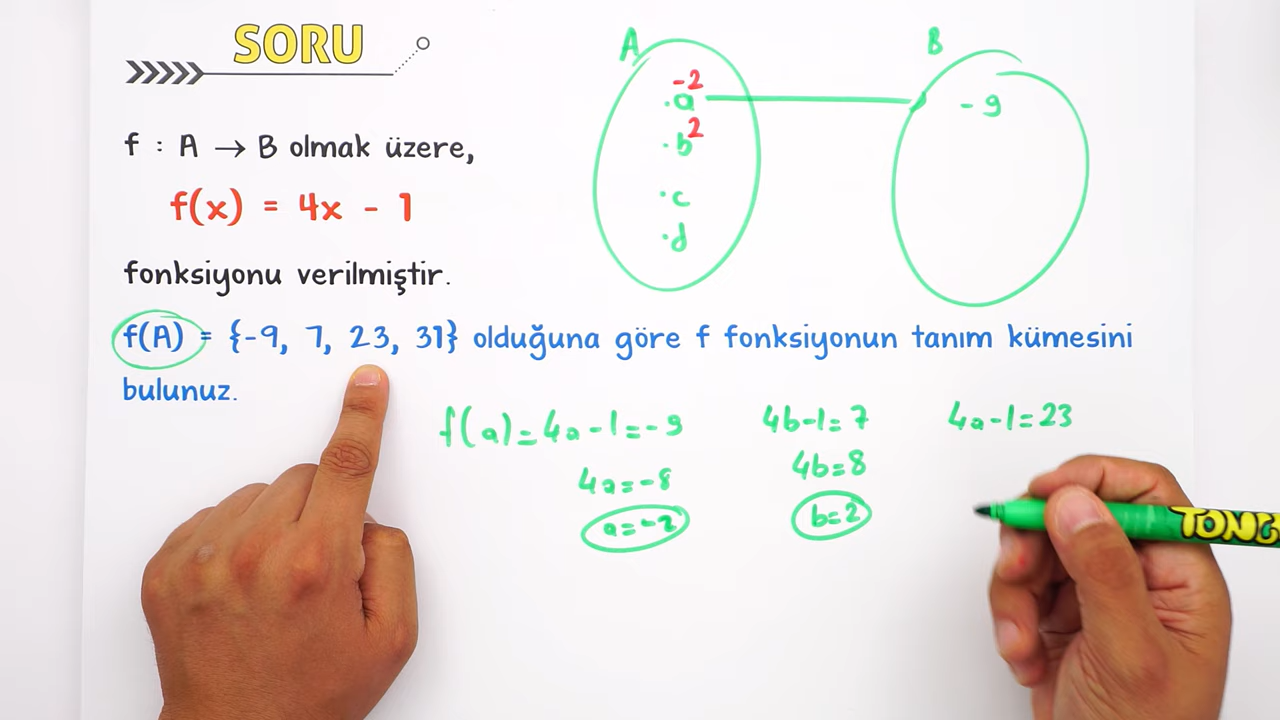 SORU
f : A → B olmak üzere,
f(x) = 4x - 1
fonksiyonu verilmiştir.
f(A) = {-9, 7, 23, 31} olduğuna göre f fonksiyonun tanım kümesini
bulunuz.
A
-2
.a
2
.b
.c
.d
B
-9
f(a)=4a-1=-9
4a=-8
a=-2
4b-1=7
4b=8
b=2
4a-1=23